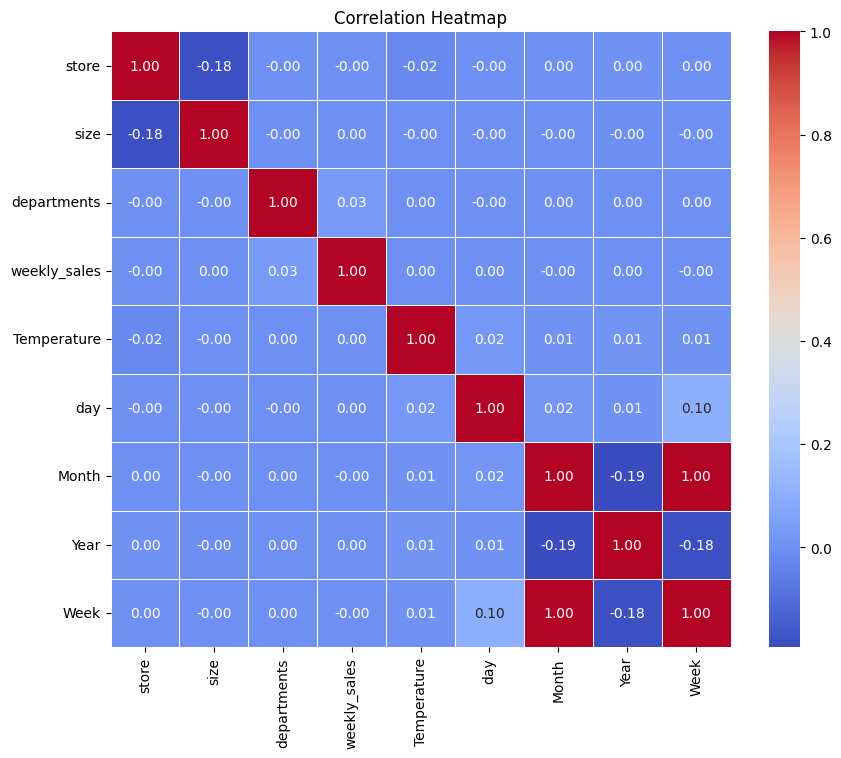 Correlation Heatmap
store 1.00 -0.18 -0.00 -0.00 -0.02 -0.00 0.00 0.00 0.00
size -0.18 1.00 -0.00 0.00 -0.00 -0.00 -0.00 -0.00 -0.00
departments -0.00 -0.00 1.00 0.03 0.00 -0.00 0.00 0.00 0.00
weekly_sales -0.00 0.00 0.03 1.00 0.00 0.00 -0.00 0.00 -0.00
Temperature -0.02 -0.00 0.00 0.00 1.00 0.02 0.01 0.01 0.01
day -0.00 -0.00 -0.00 0.00 0.02 1.00 0.02 0.01 0.10
Month 0.00 -0.00 0.00 -0.00 0.01 0.02 1.00 -0.19 1.00
Year 0.00 -0.00 0.00 0.00 0.01 0.01 -0.19 1.00 -0.18
Week 0.00 -0.00 0.00 -0.00 0.01 0.10 1.00 -0.18 1.00
store size departments weekly_sales Temperature day Month Year Week
1.0
0.8
0.6
0.4
0.2
0.0